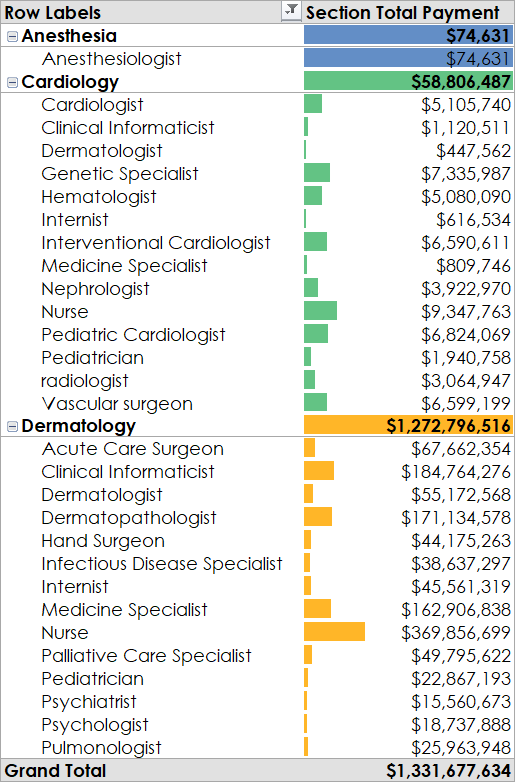 Row Labels Section Total Payment
Anesthesia $74,631
Anesthesiologist $74,631
Cardiology $58,806,487
Cardiologist $5,105,740
Clinical Informaticist $1,120,511
Dermatologist $447,562
Genetic Specialist $7,335,987
Hematologist $5,080,090
Internist $616,534
Interventional Cardiologist $6,590,611
Medicine Specialist $809,746
Nephrologist $3,922,970
Nurse $9,347,763
Pediatric Cardiologist $6,824,069
Pediatrician $1,940,758
radiologist $3,064,947
Vascular surgeon $6,599,199
Dermatology $1,272,796,516
Acute Care Surgeon $67,662,354
Clinical Informaticist $184,764,276
Dermatologist $55,172,568
Dermatopathologist $171,134,578
Hand Surgeon $44,175,263
Infectious Disease Specialist $38,637,297
Internist $45,561,319
Medicine Specialist $162,906,838
Nurse $369,856,699
Palliative Care Specialist $49,795,622
Pediatrician $22,867,193
Psychiatrist $15,560,673
Psychologist $18,737,888
Pulmonologist $25,963,948
Grand Total $1,331,677,634